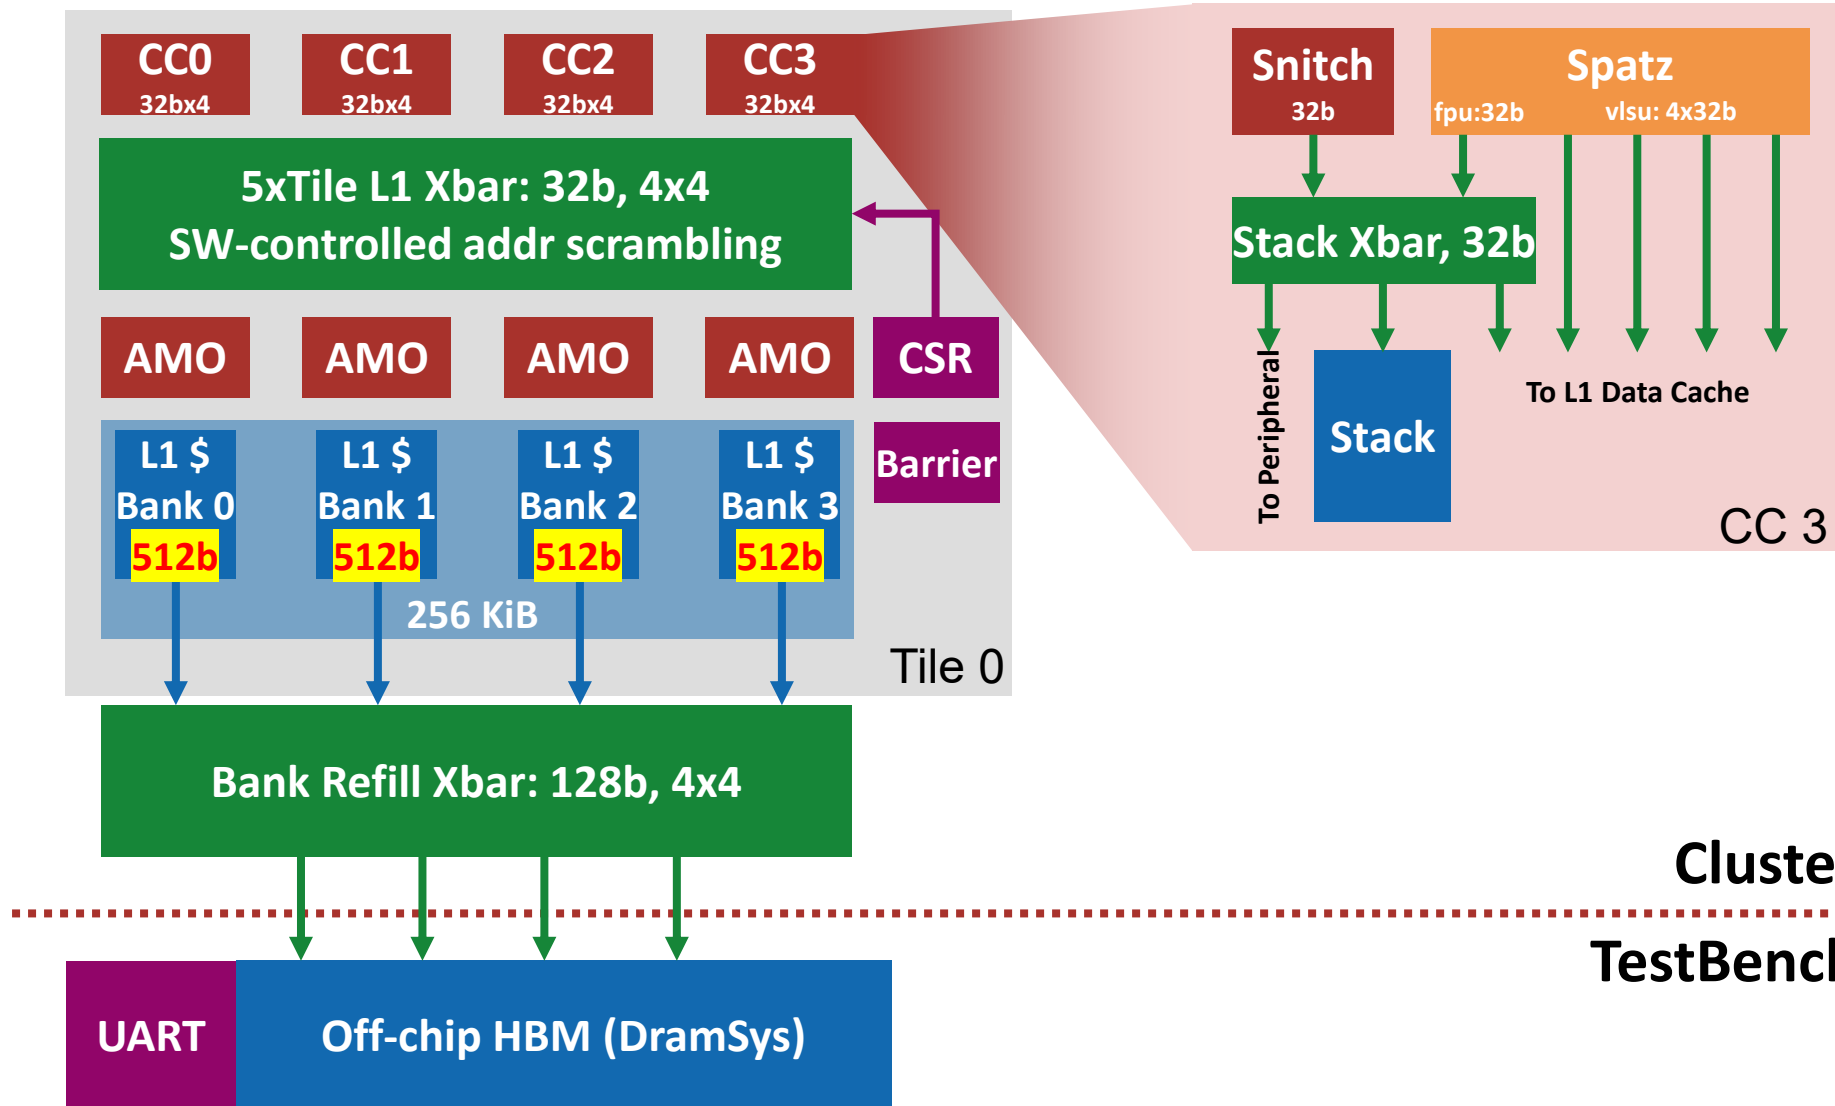 CC0
32bx4
CC1
32bx4
CC2
32bx4
CC3
32bx4
5xTile L1 Xbar: 32b, 4x4
SW-controlled addr scrambling
AMO
AMO
AMO
AMO
CSR
L1 $
Bank 0
512b
L1 $
Bank 1
512b
L1 $
Bank 2
512b
L1 $
Bank 3
512b
Barrier
256 KiB
Tile 0
Snitch
32b
Spatz
fpu:32b
vlsu: 4x32b
Stack Xbar, 32b
To Peripheral
Stack
To L1 Data Cache
CC 3
Bank Refill Xbar: 128b, 4x4
Cluste
TestBencl
UART
Off-chip HBM (DramSys)